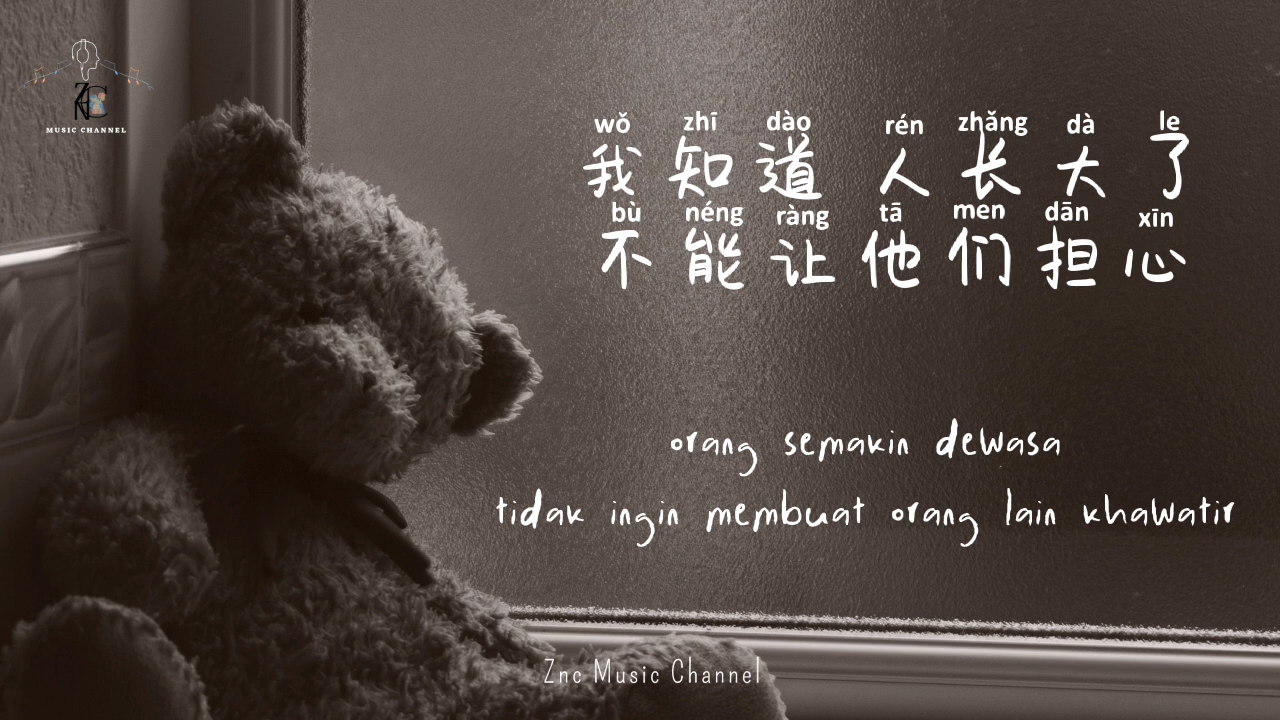 ZNC
MUSIC CHANNEL
wǒ zhī dào rén zhǎng dà le
我 知 道 人 长 大 了
bù néng ràng tā men dān xīn
不 能 让 他 们 担 心
orang semakin dewasa
tidak ingin membuat orang lain khawatir
Znc Music Channel